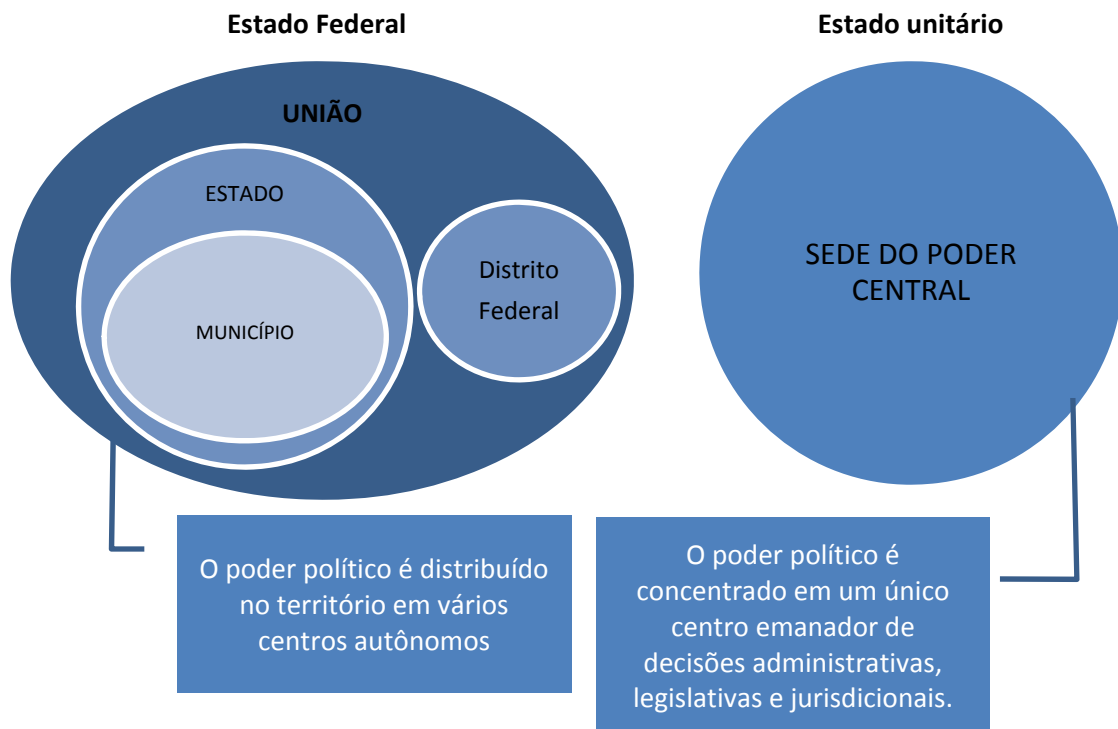 Estado Federal
Estado unitário
UNIÃO
ESTADO
MUNICÍPIO
Distrito
Federal
SEDE DO PODER
CENTRAL
O poder político é distribuído
no território em vários
centros autônomos
O poder político é
concentrado em um único
centro emanador de
decisões administrativas,
legislativas e jurisdicionais.